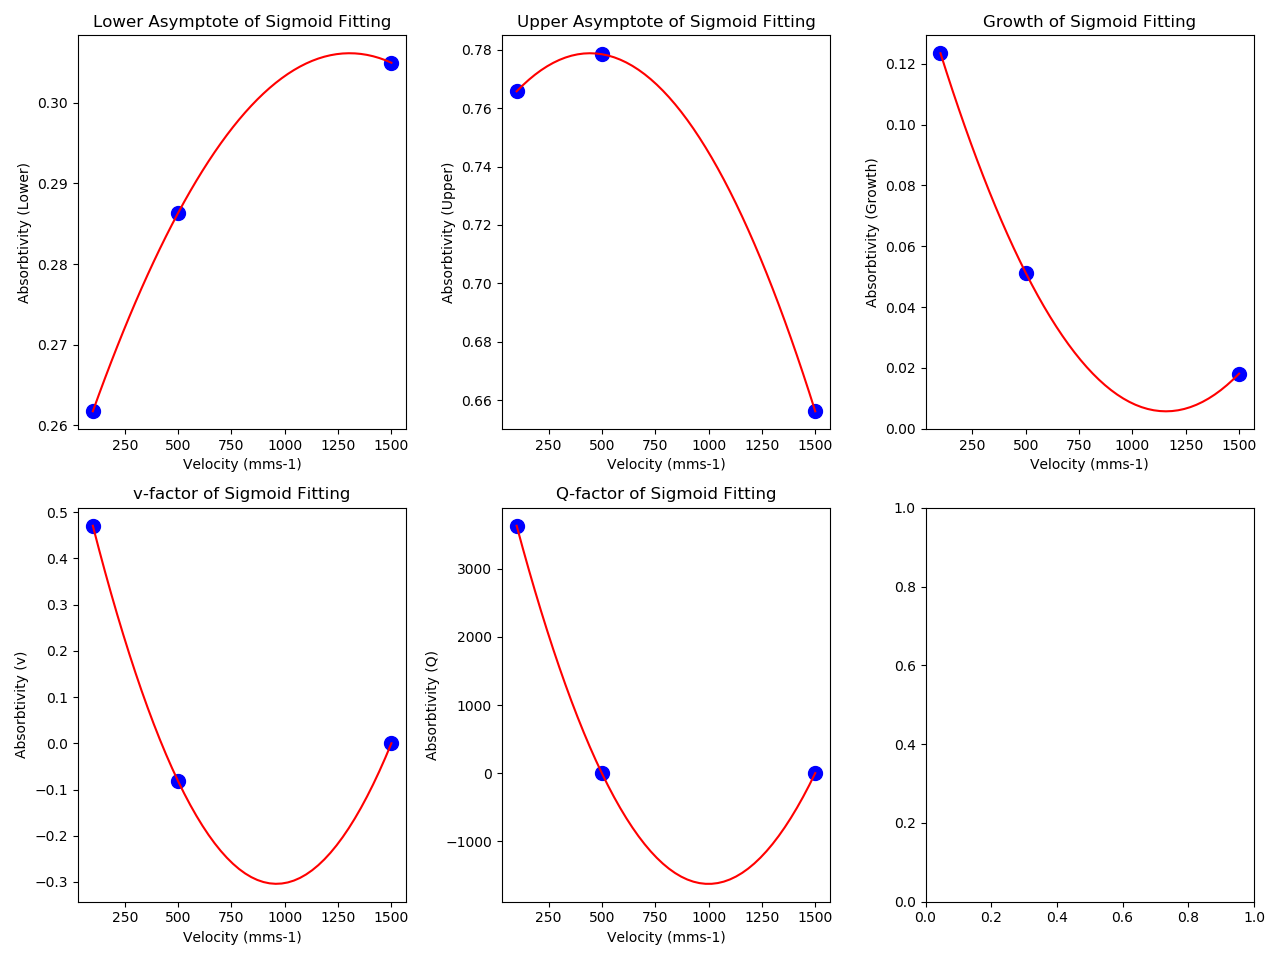 Lower Asymptote of Sigmoid Fitting
Absorbtivity (Lower)
0.30
0.29
0.28
0.27
0.26
250 500 750 1000 1250 1500
Velocity (mms-1)
Upper Asymptote of Sigmoid Fitting
Absorbtivity (Upper)
0.78
0.76
0.74
0.72
0.70
0.68
0.66
250 500 750 1000 1250 1500
Velocity (mms-1)
Growth of Sigmoid Fitting
Absorbtivity (Growth)
0.12
0.10
0.08
0.06
0.04
0.02
0.00
250 500 750 1000 1250 1500
Velocity (mms-1)
v-factor of Sigmoid Fitting
Absorbtivity (v)
0.5
0.4
0.3
0.2
0.1
0.0
−0.1
−0.2
−0.3
250 500 750 1000 1250 1500
Velocity (mms-1)
Q-factor of Sigmoid Fitting
Absorbtivity (Q)
3000
2000
1000
0
−1000
250 500 750 1000 1250 1500
Velocity (mms-1)
1.0
0.8
0.6
0.4
0.2
0.0
0.0 0.2 0.4 0.6 0.8 1.0